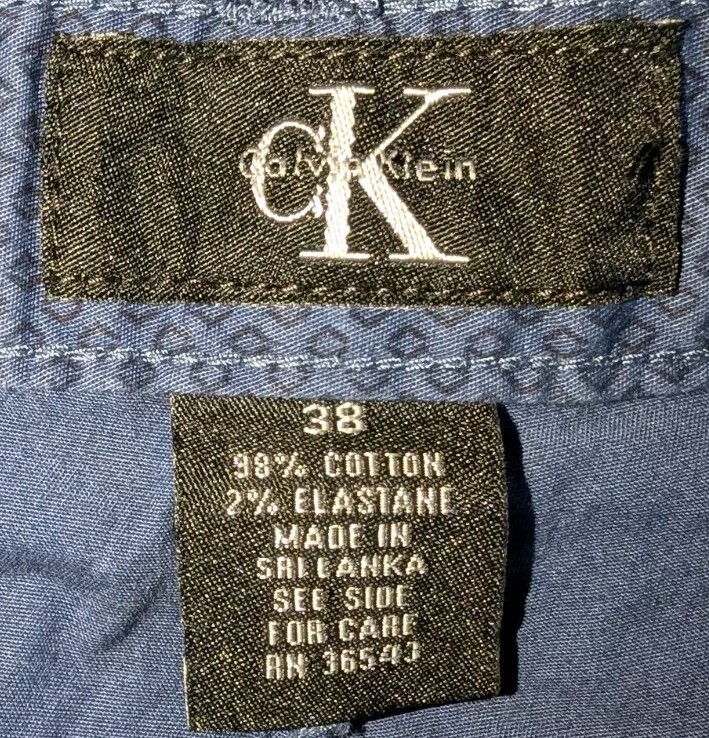 CK
Calvin Klein
38
98% COTTON
2% ELASTANE
MADE IN
SRI LANKA
SEE SIDE
FOR CARE
RN 36543